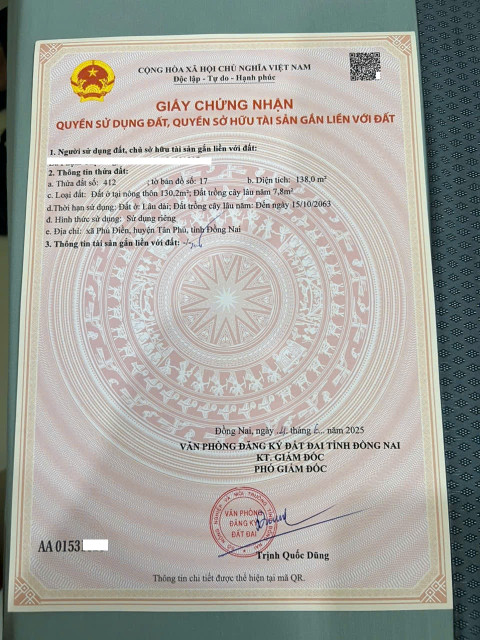 CỘNG HÒA XÃ HỘI CHỦ NGHĨA VIỆT NAM
Độc lập - Tự do - Hạnh phúc
GIẤY CHỨNG NHẬN
QUYỀN SỬ DỤNG ĐẤT, QUYỀN SỞ HỮU TÀI SẢN GẮN LIỀN VỚI ĐẤT
1. Người sử dụng đất, chủ sở hữu tài sản gắn liền với đất:
2. Thông tin thửa đất:
a. Thửa đất số: 412 ; tờ bản đồ số: 17 b. Diện tích: 138,0 m²
c. Loại đất: Đất ở tại nông thôn 130.2m²; Đất trồng cây lâu năm 7,8m²
d.Thời hạn sử dụng: Đất ở: Lâu dài; Đất trồng cây lâu năm: Đến ngày 15/10/2063
đ. Hình thức sử dụng: Sử dụng riêng
e. Địa chỉ: xã Phú Điền, huyện Tân Phú, tỉnh Đồng Nai
3. Thông tin tài sản gắn liền với đất: -/-
Đồng Nai, ngày tháng 6 năm 2025
VĂN PHÒNG ĐĂNG KÝ ĐẤT ĐAI TỈNH ĐỒNG NAI
KT. GIÁM ĐỐC
PHÓ GIÁM ĐỐC
VĂN PHÒNG
ĐĂNG KÝ
ĐẤT ĐAI
Trịnh Quốc Dũng
AA 0153
Thông tin chi tiết được thể hiện tại mã QR.